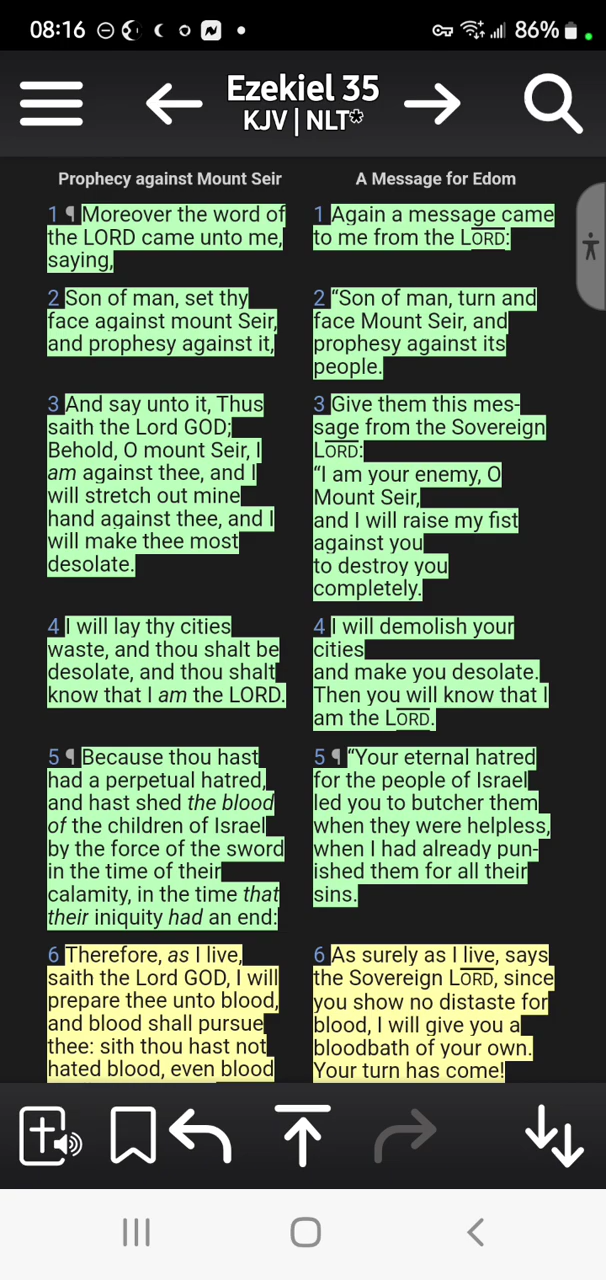 08:16
86%
Ezekiel 35
KJV | NLT
Prophecy against Mount Seir
1 ¶ Moreover the word of
the LORD came unto me,
saying,
2 Son of man, set thy
face against mount Seir,
and prophesy against it,
3 And say unto it, Thus
saith the Lord GOD;
Behold, O mount Seir, I
am against thee, and I
will stretch out mine
hand against thee, and I
will make thee most
desolate.
4 I will lay thy cities
waste, and thou shalt be
desolate, and thou shalt
know that I am the LORD.
5 ¶ Because thou hast
had a perpetual hatred,
and hast shed the blood
of the children of Israel
by the force of the sword
in the time of their
calamity, in the time that
their iniquity had an end:
6 Therefore, as I live,
saith the Lord GOD, I will
prepare thee unto blood,
and blood shall pursue
thee: sith thou hast not
hated blood, even blood
A Message for Edom
1 Again a message came
to me from the LORD:
2 “Son of man, turn and
face Mount Seir, and
prophesy against its
people.
3 Give them this mes-
sage from the Sovereign
LORD:
“I am your enemy, O
Mount Seir,
and I will raise my fist
against you
to destroy you
completely.
4 I will demolish your
cities
and make you desolate.
Then you will know that I
am the LORD.
5 ¶ “Your eternal hatred
for the people of Israel
led you to butcher them
when they were helpless,
when I had already pun-
ished them for all their
sins.
6 As surely as I live, says
the Sovereign LORD, since
you show no distaste for
blood, I will give you a
bloodbath of your own.
Your turn has come!